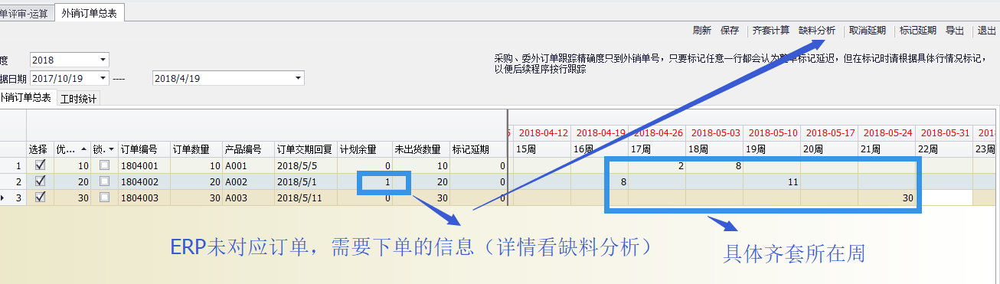 单评审-运算 外销订单总表
刷新 保存 齐套计算 缺料分析 取消延期 标记延期 导出 退出
度 2018
据日期 2017/10/19 ---- 2018/4/19
采购、委外订单跟踪精确度只到外销单号，只要标记任意一行都会认为整单标记延迟，但在标记时请根据具体行情况标记，
以便后续程序按行跟踪
外销订单总表 工时统计
5 2018-04-12 2018-04-19 2018-04-26 2018-05-03 2018-05-10 2018-05-17 2018-05-24 2018-05-31 2018-
选择 优... 锁. 订单编号 订单数量 产品编号 订单交期回复 计划余量 未出货数量 标记延期 15周 16周 17周 18周 19周 20周 21周 22周 23周
1 10 1804001 10 A001 2018/5/5 0 10 0 2 8
2 20 1804002 20 A002 2018/5/1 1 20 0 8 11
3 30 1804003 30 A003 2018/5/11 0 30 0 30
ERP未对应订单，需要下单的信息（详情看缺料分析）
具体齐套所在周